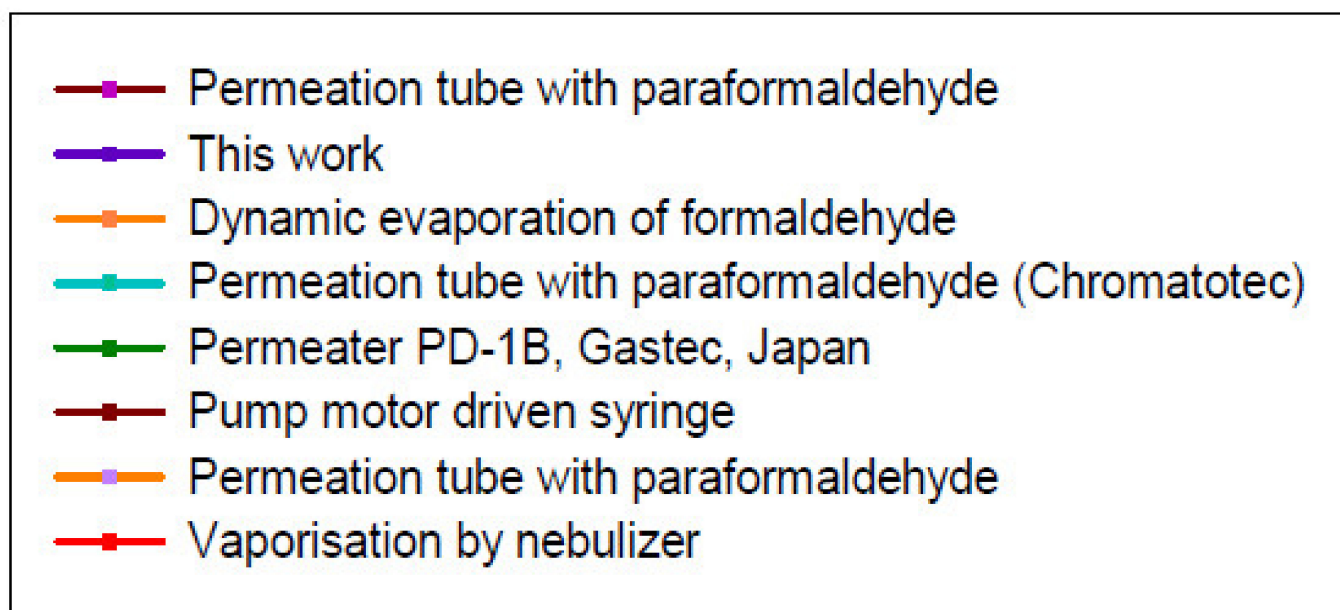 Permeation tube with paraformaldehyde
This work
Dynamic evaporation of formaldehyde
Permeation tube with paraformaldehyde (Chromatotec)
Permeater PD-1B, Gastec, Japan
Pump motor driven syringe
Permeation tube with paraformaldehyde
Vaporisation by nebulizer